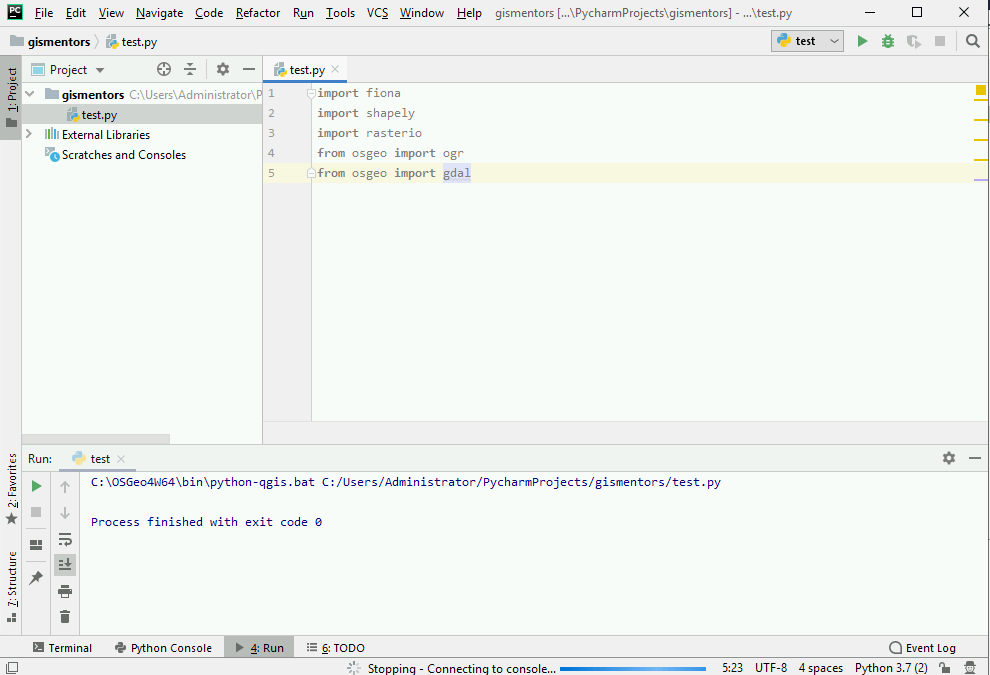 PC File Edit View Navigate Code Refactor Run Tools VCS Window Help gismentors [...\PycharmProjects\gismentors] - ...\test.py
gismentors test.py test
1: Project
Project test.py
gismentors C:\Users\Administrator\P
test.py
External Libraries
Scratches and Consoles
1 import fiona
2 import shapely
3 import rasterio
4 from osgeo import ogr
5 from osgeo import gdal
2: Favorites
7: Structure
Run: test
C:\OSGeo4W64\bin\python-qgis.bat C:/Users/Administrator/PycharmProjects/gismentors/test.py
Process finished with exit code 0
Terminal Python Console 4: Run 6: TODO Event Log
Stopping - Connecting to console... 5:23 UTF-8 4 spaces Python 3.7 (2)